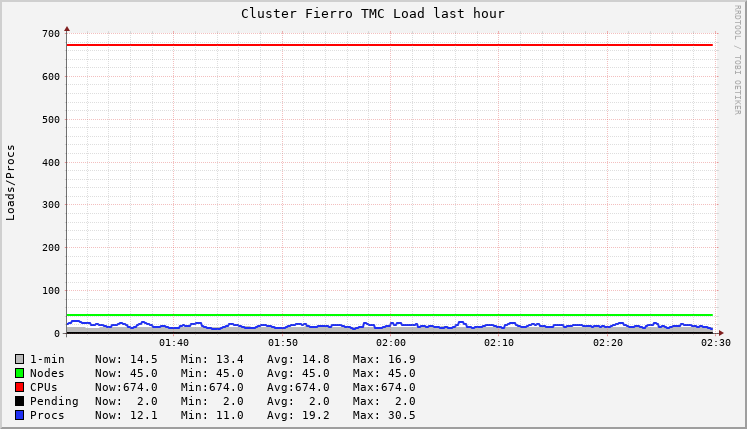 Cluster Fierro TMC Load last hour
RRDTOOL / TOBI OETIKER
Loads/Procs
700
600
500
400
300
200
100
0
01:40 01:50 02:00 02:10 02:20 02:30
1-min Now: 14.5 Min: 13.4 Avg: 14.8 Max: 16.9
Nodes Now: 45.0 Min: 45.0 Avg: 45.0 Max: 45.0
CPUs Now:674.0 Min:674.0 Avg:674.0 Max:674.0
Pending Now: 2.0 Min: 2.0 Avg: 2.0 Max: 2.0
Procs Now: 12.1 Min: 11.0 Avg: 19.2 Max: 30.5